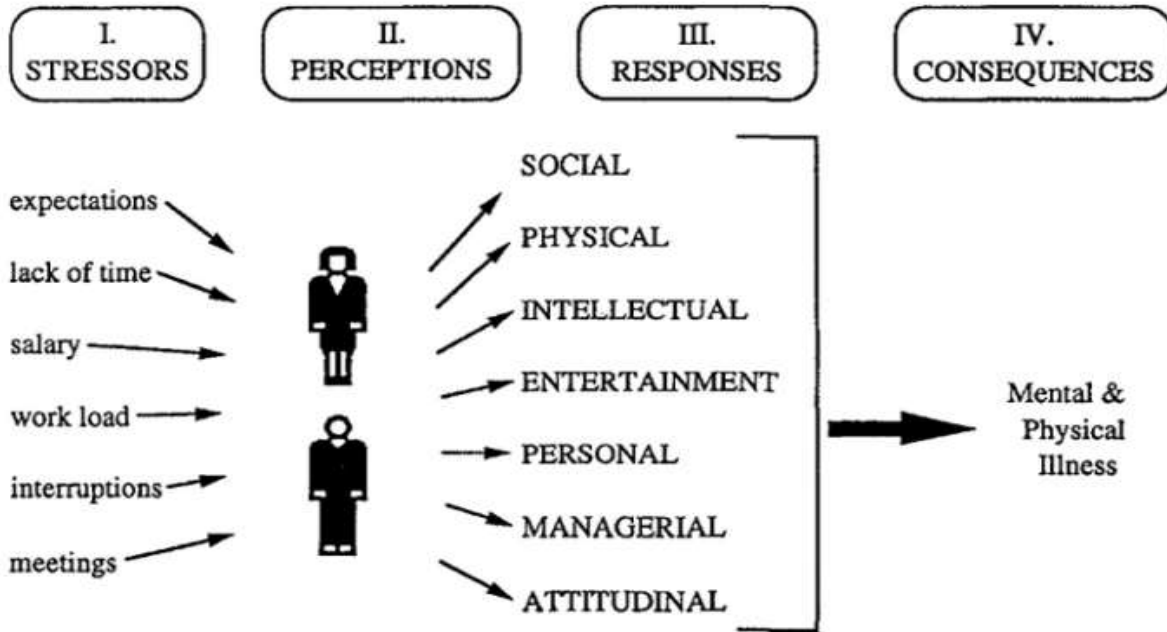 I.
STRESSORS
II.
PERCEPTIONS
III.
RESPONSES
IV.
CONSEQUENCES
expectations
lack of time
salary
work load
interruptions
meetings
SOCIAL
PHYSICAL
INTELLECTUAL
ENTERTAINMENT
PERSONAL
MANAGERIAL
ATTITUDINAL
Mental &
Physical
Illness